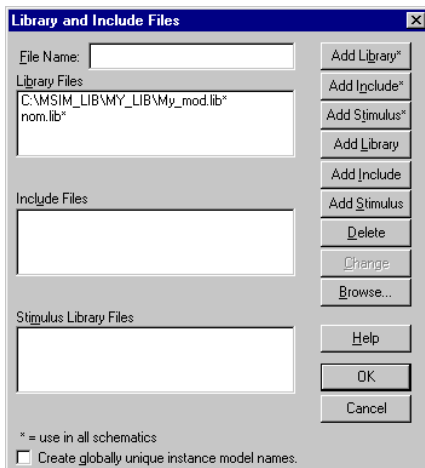 Library and Include Files
File Name:
Add Library*
Library Files
Add Include*
C:\MSIM_LIB\MY_LIB\My_mod.lib*
nom.lib*
Add Stimulus*
Add Library
Add Include
Include Files
Add Stimulus
Delete
Change
Browse...
Stimulus Library Files
Help
OK
Cancel
* = use in all schematics
Create globally unique instance model names.